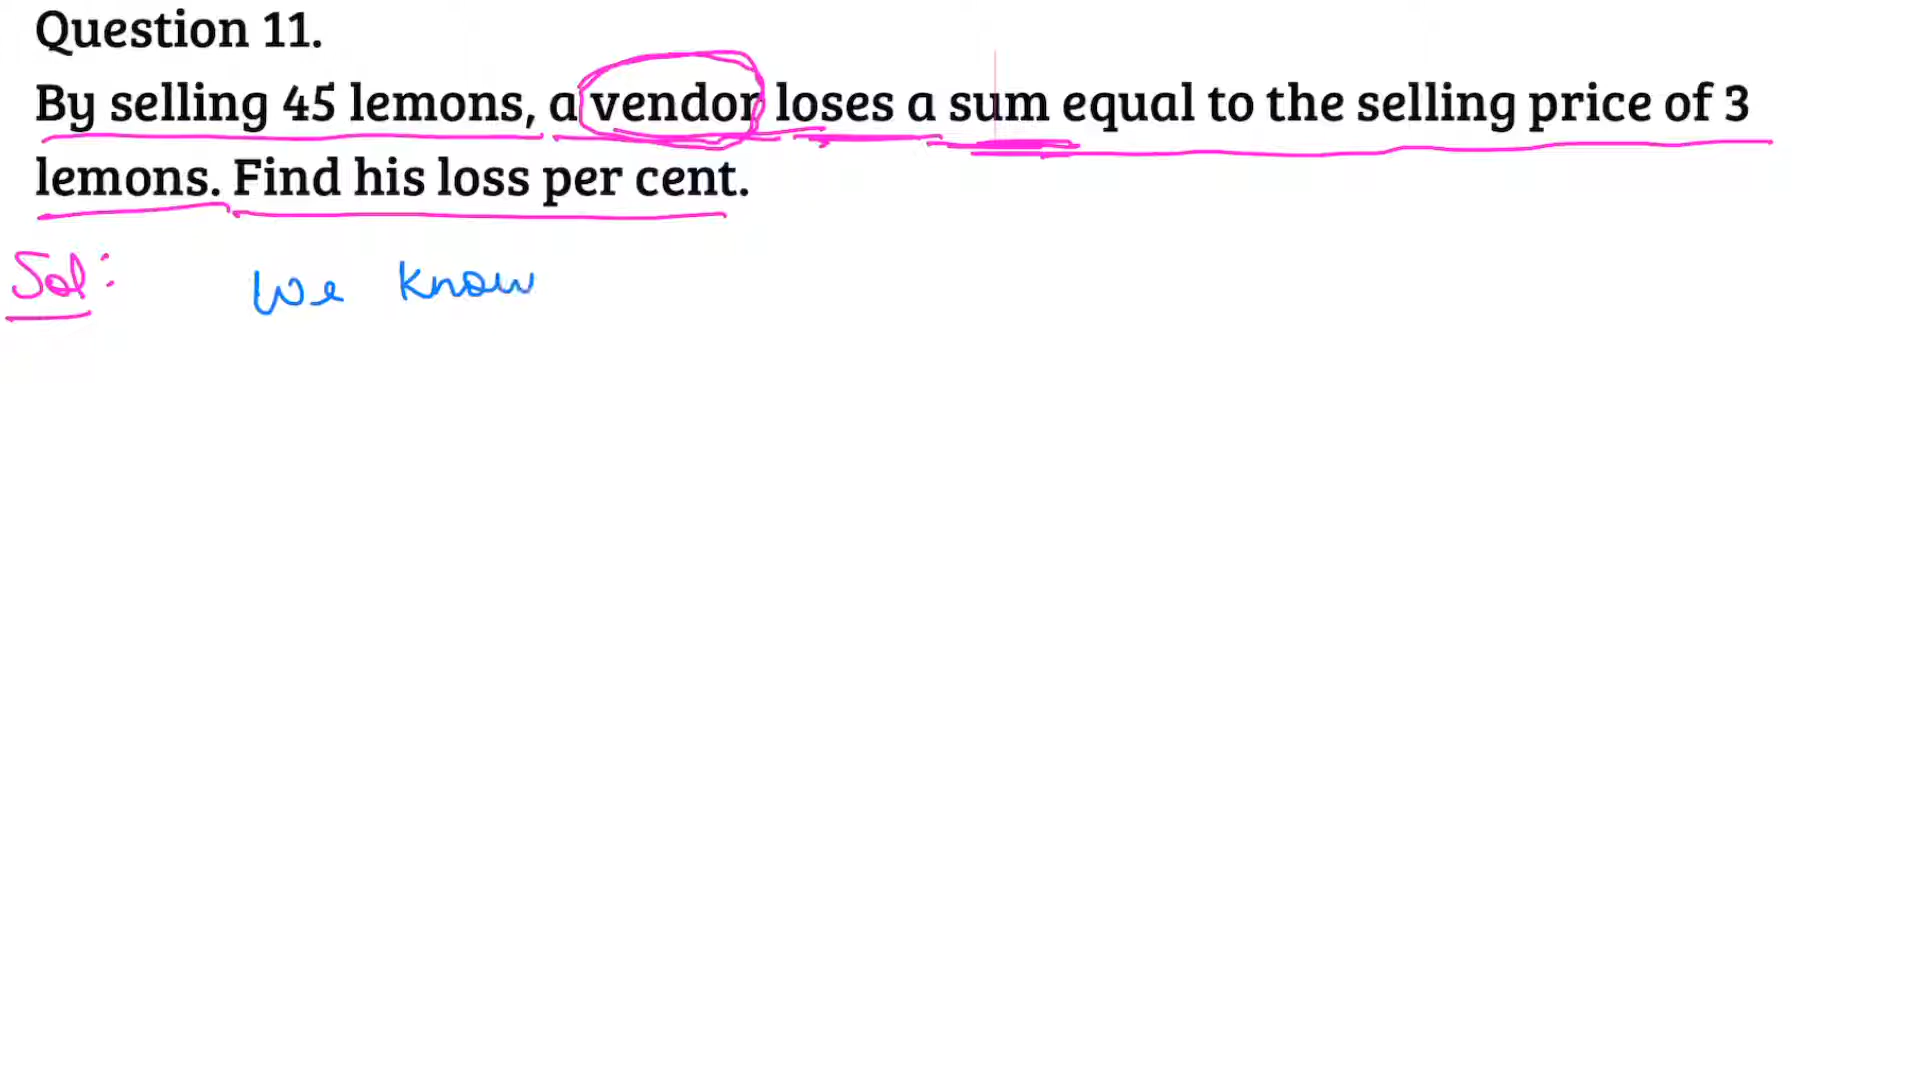 Question 11.
By selling 45 lemons, a vendor loses a sum equal to the selling price of 3
lemons. Find his loss per cent.
Sol: We know